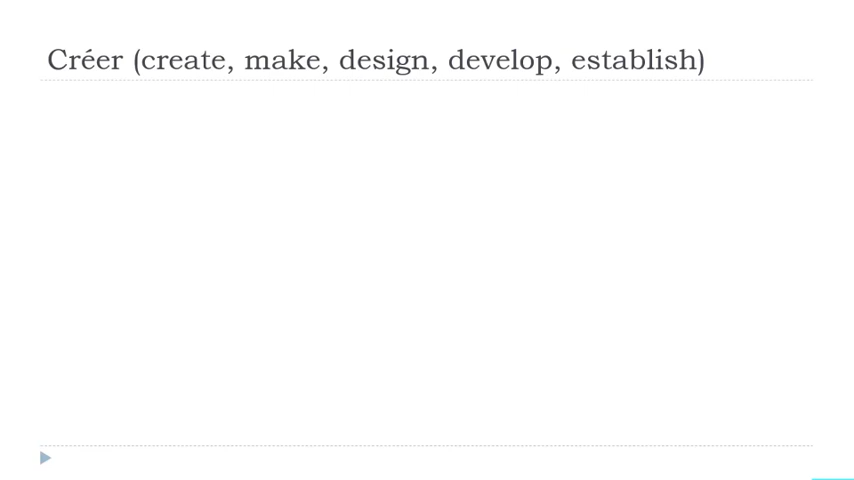 Créer (create, make, design, develop, establish)